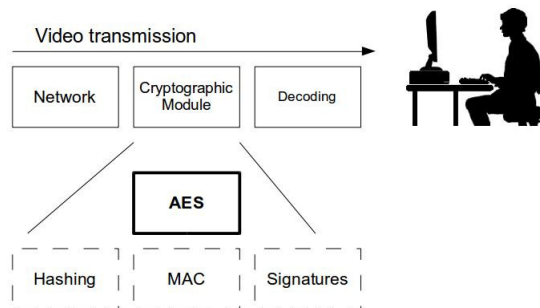 Video transmission
Network
Cryptographic
Module
Decoding
AES
Hashing
MAC
Signatures